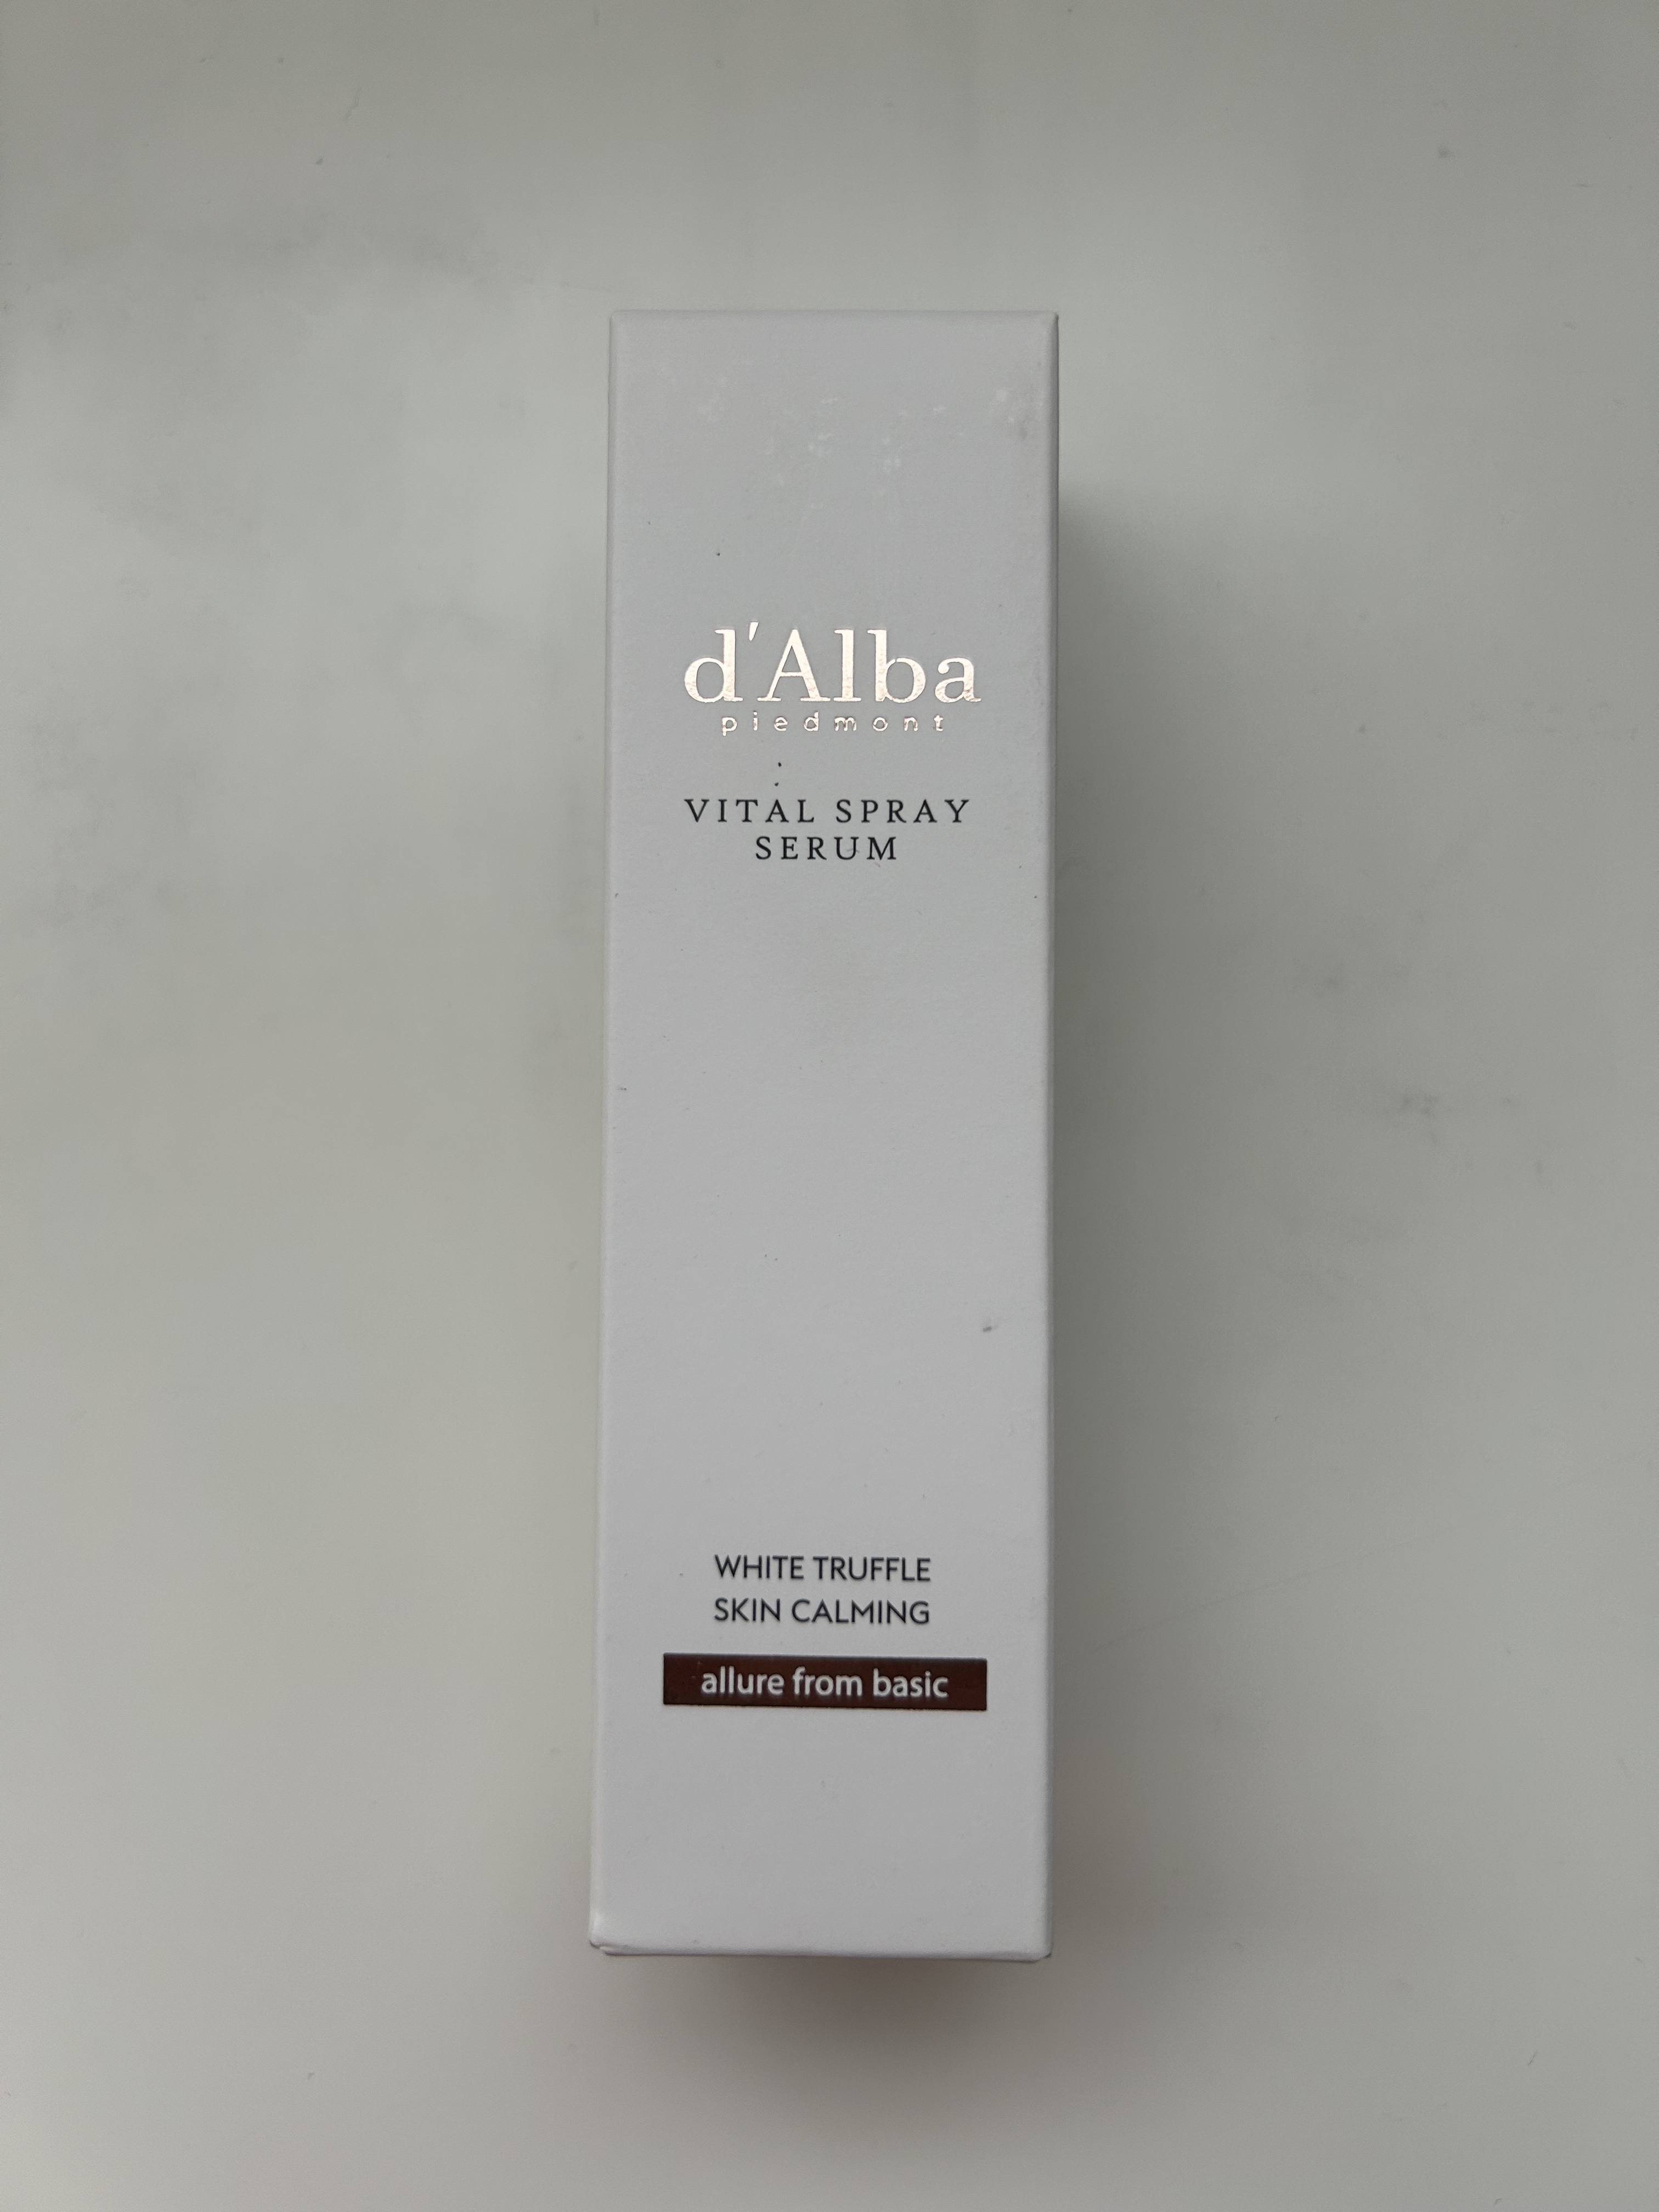 d'Alba
piedmont
VITAL SPRAY
SERUM
WHITE TRUFFLE
SKIN CALMING
allure from basic